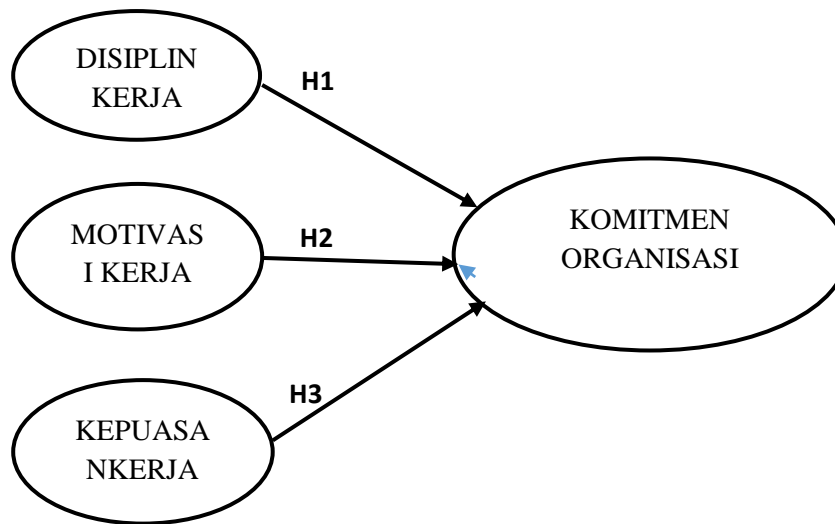 DISIPLIN
KERJA
H1
MOTIVAS
I KERJA
H2
KOMITMEN
ORGANISASI
KEPUASA
NKERJA
H3